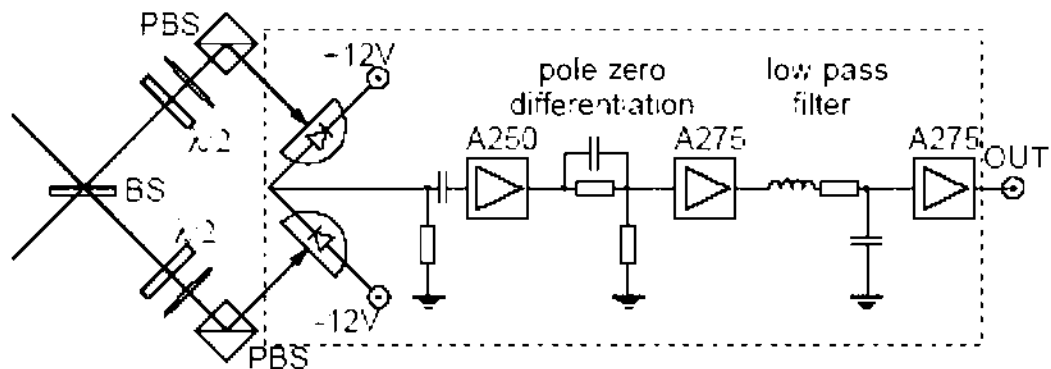 PBS
-12V
pole zero
differentiation
low pass
filter
λ/2
A250
A275
A275
OUT
BS
λ/2
-12V
PBS